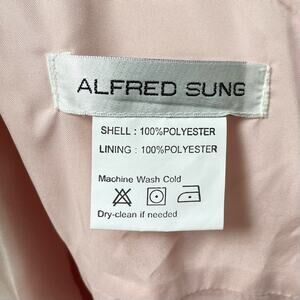 ALFRED SUNG
SHELL : 100%POLYESTER
LINING : 100%POLYESTER
Machine Wash Cold
Dry-clean if needed